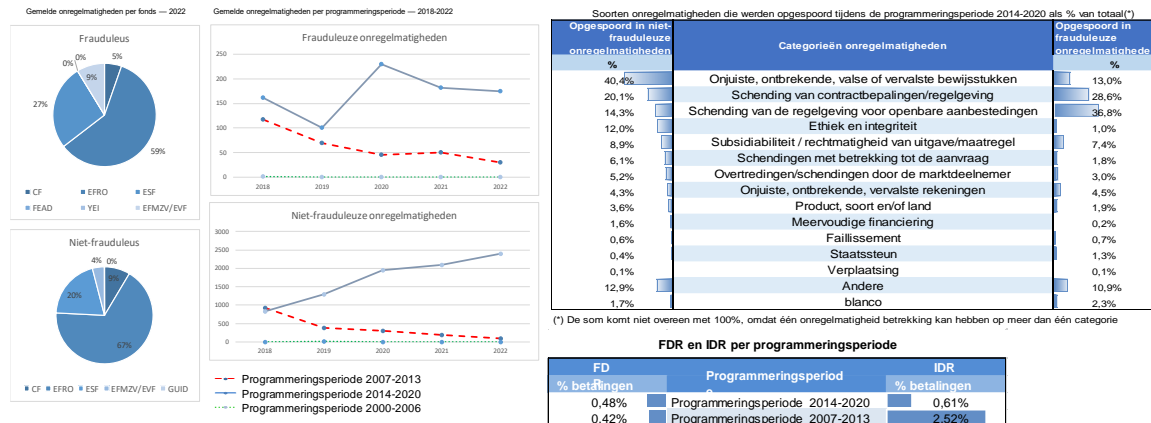 Gemelde onregelmatigheden per fonds — 2022
Frauduleus
0%
0%
5%
9%
27%
59%
CF EFRO ESF
FEAD YEI EFMZV/EVF
Niet-frauduleus
4%
0%
9%
20%
67%
CF EFRO ESF EFMZV/EVF GUID
Gemelde onregelmatigheden per programmeringsperiode — 2018-2022
Frauduleuze onregelmatigheden
250
200
150
100
50
0
2018 2019 2020 2021 2022
Niet-frauduleuze onregelmatigheden
3000
2500
2000
1500
1000
500
0
2018 2019 2020 2021 2022
Programmeringsperiode 2007-2013
Programmeringsperiode 2014-2020
Programmeringsperiode 2000-2006
Soorten onregelmatigheden die werden opgespoord tijdens de programmeringsperiode 2014-2020 als % van totaal(*)
Opgespoord in niet-frauduleuze onregelmatigheden Categorieën onregelmatigheden Opgespoord in frauduleuze onregelmatighede
% %
40,4% Onjuiste, ontbrekende, valse of vervalste bewijsstukken 13,0%
20,1% Schending van contractbepalingen/regelgeving 28,6%
14,3% Schending van de regelgeving voor openbare aanbestedingen 36,8%
12,0% Ethiek en integriteit 1,0%
8,9% Subsidiabiliteit / rechtmatigheid van uitgave/maatregel 7,4%
6,1% Schendingen met betrekking tot de aanvraag 1,8%
5,2% Overtredingen/schendingen door de marktdeelnemer 3,0%
4,3% Onjuiste, ontbrekende, vervalste rekeningen 4,5%
3,6% Product, soort en/of land 1,9%
1,6% Meervoudige financiering 0,2%
0,6% Faillissement 0,7%
0,4% Staatssteun 1,3%
0,1% Verplaatsing 0,1%
12,9% Andere 10,9%
1,7% blanco 2,3%
(*) De som komt niet overeen met 100%, omdat één onregelmatigheid betrekking kan hebben op meer dan één categorie
FDR en IDR per programmeringsperiode
FD Programmeringsperiod IDR
% betalingen % betalingen
0,48% Programmeringsperiode 2014-2020 0,61%
0,42% Programmeringsperiode 2007-2013 2,52%